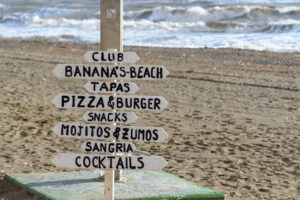 CLUB
BANANA'S-BEACH
TAPAS
PIZZA & BURGER
SNACKS
MOJITOS & ZUMOS
SANGRIA
COCKTAILS